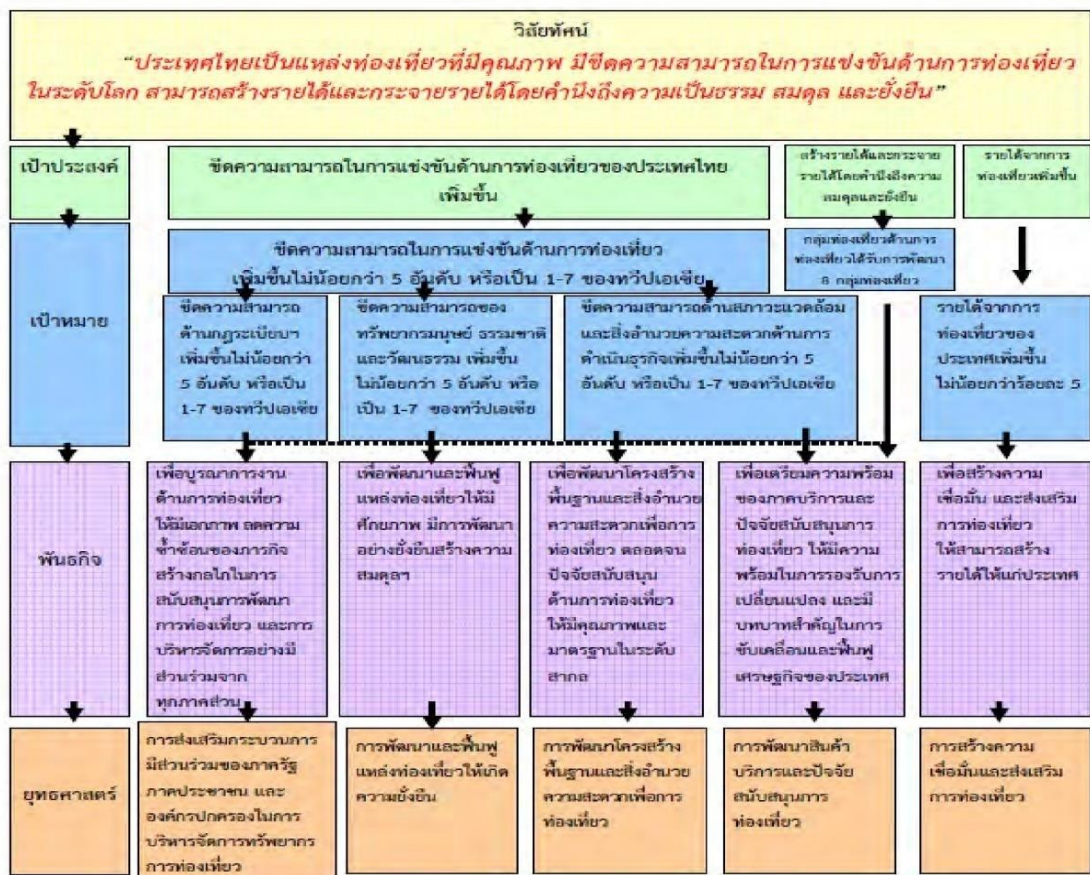 วิสัยทัศน์
"ประเทศไทยเป็นแหล่งท่องเที่ยวที่มีคุณภาพ มีขีดความสามารถในการแข่งขันด้านการท่องเที่ยว
ในระดับโลก สามารถสร้างรายได้และกระจายรายได้โดยคำนึงถึงความเป็นธรรม สมดุล และยั่งยืน"
เป้าประสงค์
ขีดความสามารถในการแข่งขันด้านการท่องเที่ยวของประเทศไทย
เพิ่มขึ้น
สร้างรายได้และกระจาย
รายได้โดยคำนึงถึงความ
สมดุลและยั่งยืน
รายได้จากการ
ท่องเที่ยวเพิ่มขึ้น
เป้าหมาย
ขีดความสามารถในการแข่งขันด้านการท่องเที่ยว
เพิ่มขึ้นไม่น้อยกว่า 5 อันดับ หรือเป็น 1-7 ของทวีปเอเซีย
กลุ่มท่องเที่ยวด้านการ
ท่องเที่ยวได้รับการพัฒนา
8 กลุ่มท่องเที่ยว
ขีดความสามารถ
ด้านกฎระเบียบฯ
เพิ่มขึ้นไม่น้อยกว่า
5 อันดับ หรือเป็น
1-7 ของทวีปเอเซีย
ขีดความสามารถของ
ทรัพยากรมนุษย์ ธรรมชาติ
และวัฒนธรรม เพิ่มขึ้น
ไม่น้อยกว่า 5 อันดับ หรือ
เป็น 1-7 ของทวีปเอเซีย
ขีดความสามารถด้านสภาวะแวดล้อม
และสิ่งอำนวยความสะดวกด้านการ
ดำเนินธุรกิจเพิ่มขึ้นไม่น้อยกว่า 5
อันดับ หรือเป็น 1-7 ของทวีปเอเซีย
รายได้จากการ
ท่องเที่ยวของ
ประเทศเพิ่มขึ้น
ไม่น้อยกว่าร้อยละ 5
พันธกิจ
เพื่อบูรณาการงาน
ด้านการท่องเที่ยว
ให้มีเอกภาพ ลดความ
ซ้ำซ้อนของภารกิจ
สร้างกลไกในการ
สนับสนุนการพัฒนา
การท่องเที่ยว และการ
บริหารจัดการอย่างมี
ส่วนร่วมจาก
ทุกภาคส่วน
เพื่อพัฒนาและฟื้นฟู
แหล่งท่องเที่ยวให้มี
ศักยภาพ มีการพัฒนา
อย่างยั่งยืนสร้างความ
สมดุลฯ
เพื่อพัฒนาโครงสร้าง
พื้นฐานและสิ่งอำนวย
ความสะดวกเพื่อการ
ท่องเที่ยว ตลอดจน
ปัจจัยสนับสนุน
ด้านการท่องเที่ยว
ให้มีคุณภาพและ
มาตรฐานในระดับ
สากล
เพื่อเตรียมความพร้อม
ของภาคบริการและ
ปัจจัยสนับสนุนการ
ท่องเที่ยว ให้มีความ
พร้อมในการรองรับการ
เปลี่ยนแปลง และมี
บทบาทสำคัญในการ
ขับเคลื่อนและฟื้นฟู
เศรษฐกิจของประเทศ
เพื่อสร้างความ
เชื่อมั่น และส่งเสริม
การท่องเที่ยว
ให้สามารถสร้าง
รายได้ให้แก่ประเทศ
ยุทธศาสตร์
การส่งเสริมกระบวนการ
มีส่วนร่วมของภาครัฐ
ภาคประชาชน และ
องค์กรปกครองในการ
บริหารจัดการทรัพยากร
การท่องเที่ยว
การพัฒนาและฟื้นฟู
แหล่งท่องเที่ยวให้เกิด
ความยั่งยืน
การพัฒนาโครงสร้าง
พื้นฐานและสิ่งอำนวย
ความสะดวกเพื่อการ
ท่องเที่ยว
การพัฒนาสินค้า
บริการและปัจจัย
สนับสนุนการ
ท่องเที่ยว
การสร้างความ
เชื่อมั่นและส่งเสริม
การท่องเที่ยว